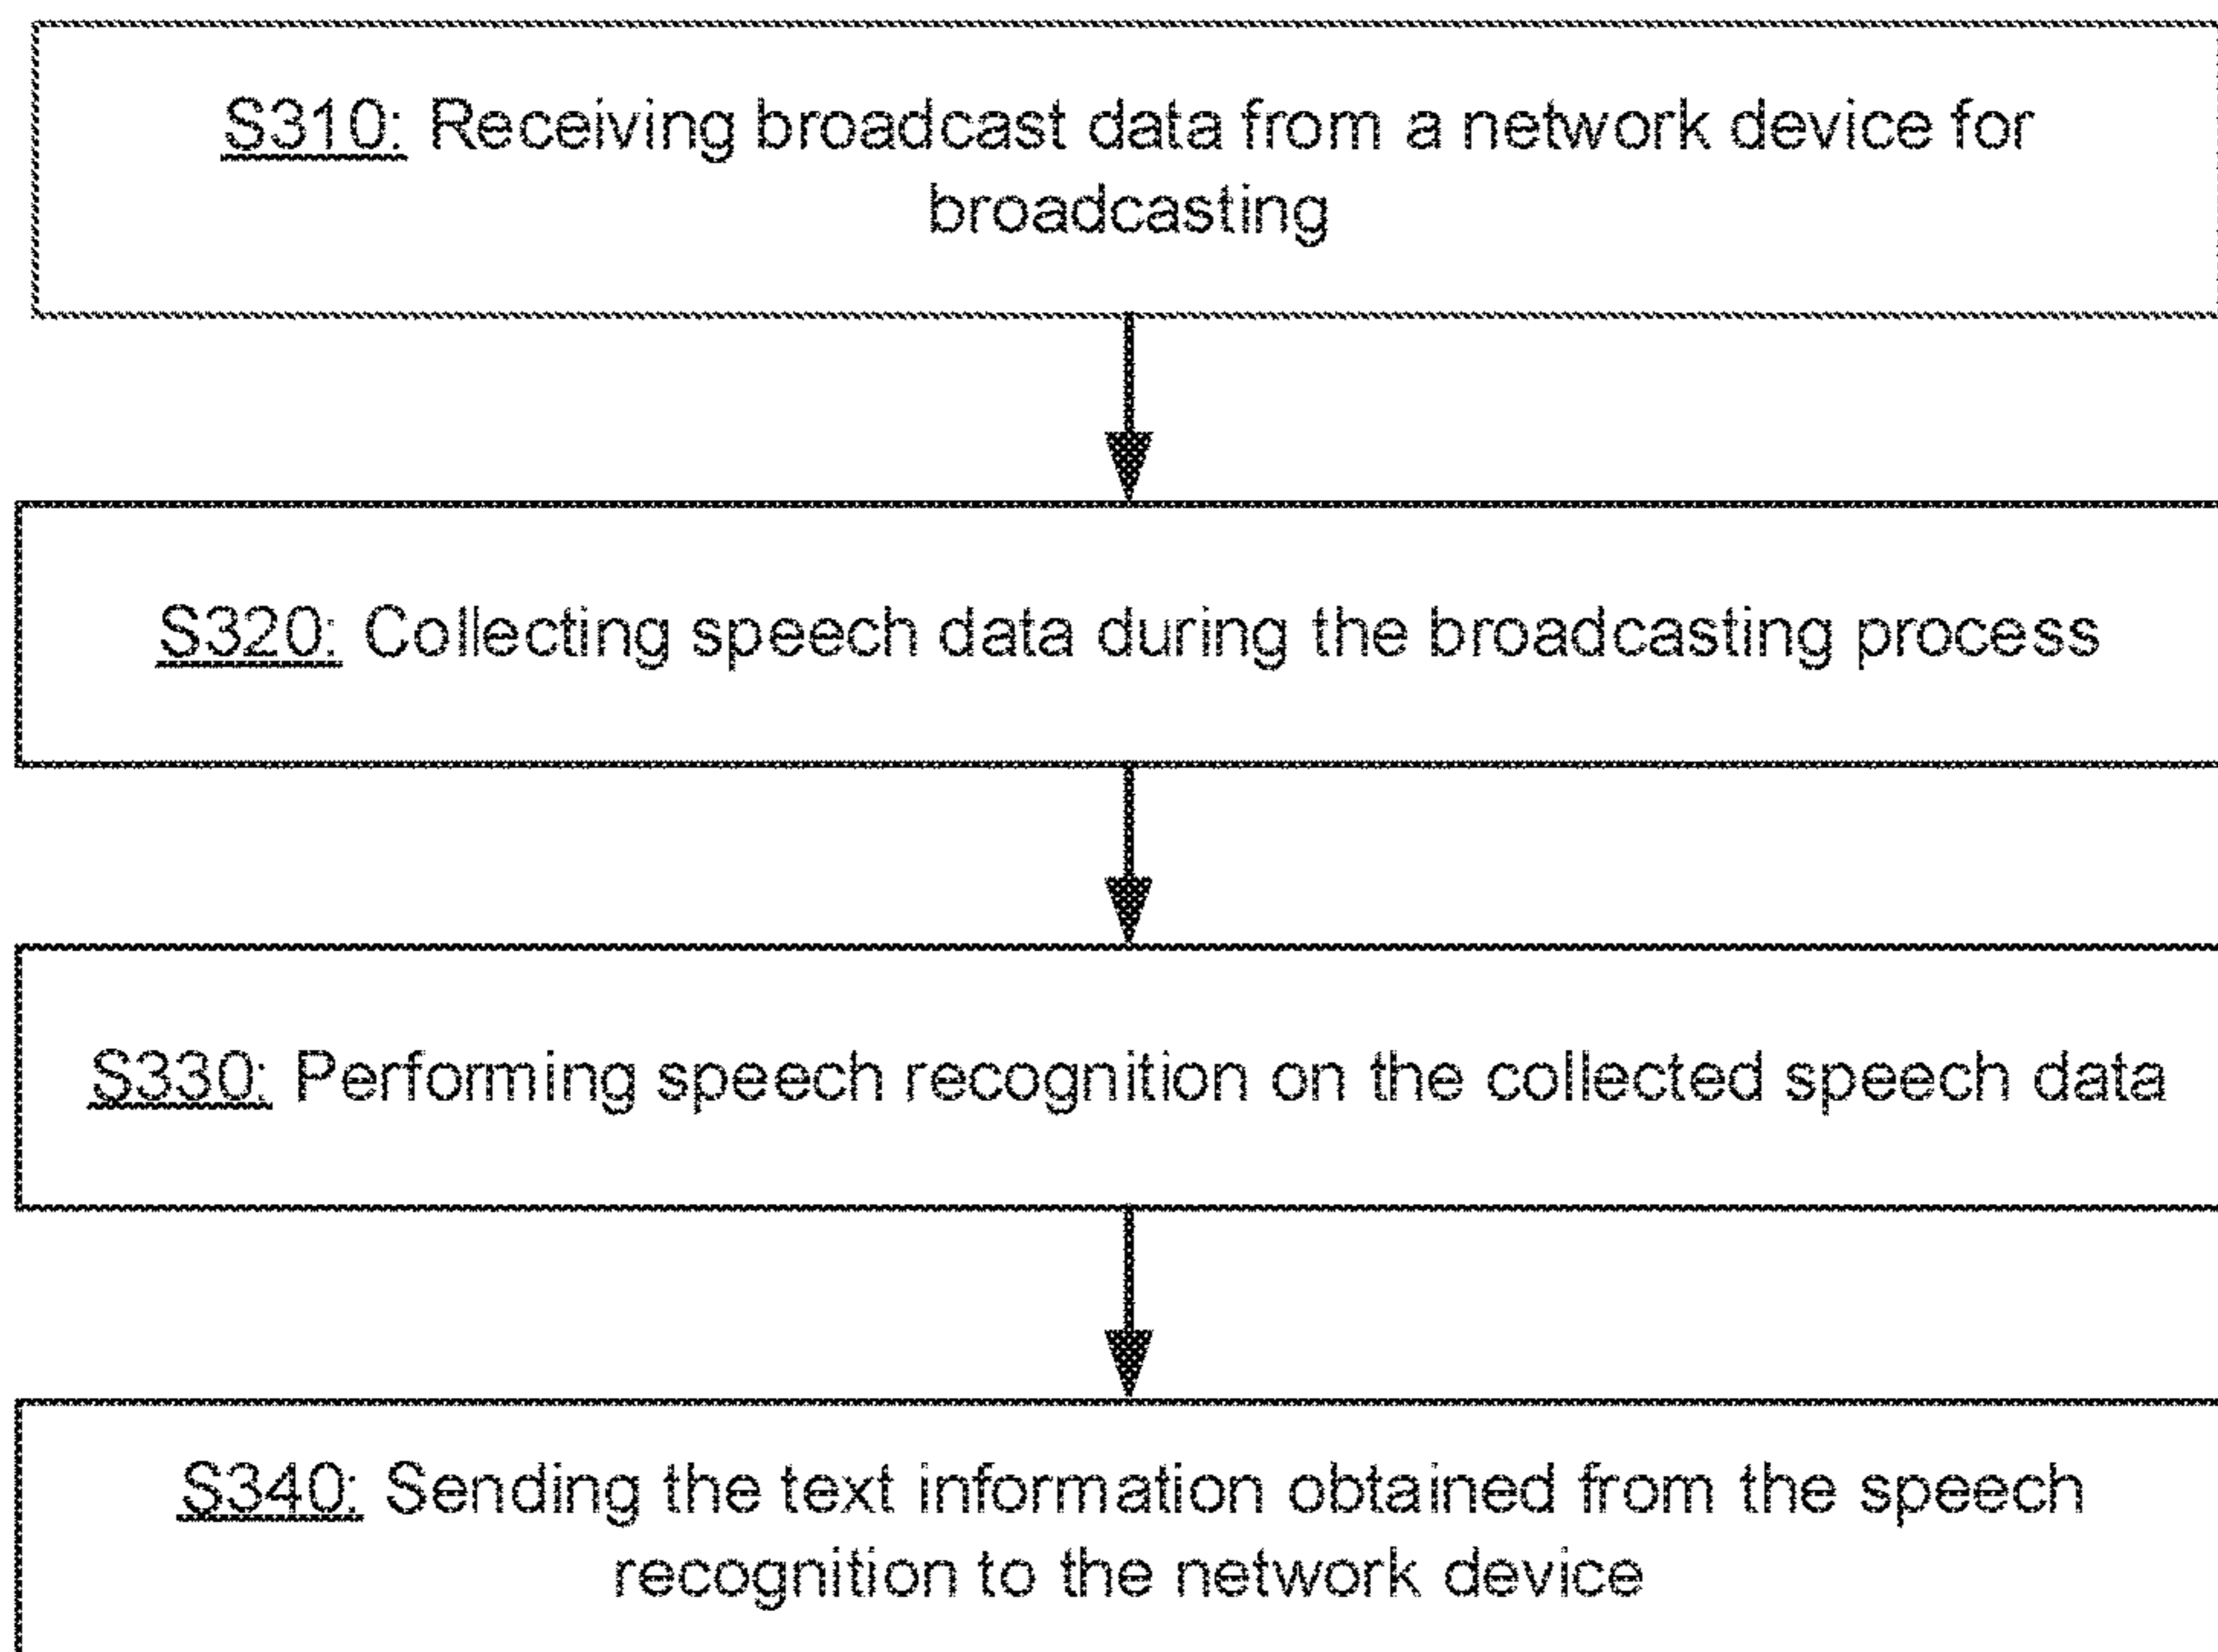 S310: Receiving broadcast data from a network device for
broadcasting
S320: Collecting speech data during the broadcasting process
S330: Performing speech recognition on the collected speech data
S340: Sending the text information obtained from the speech
recognition to the network device